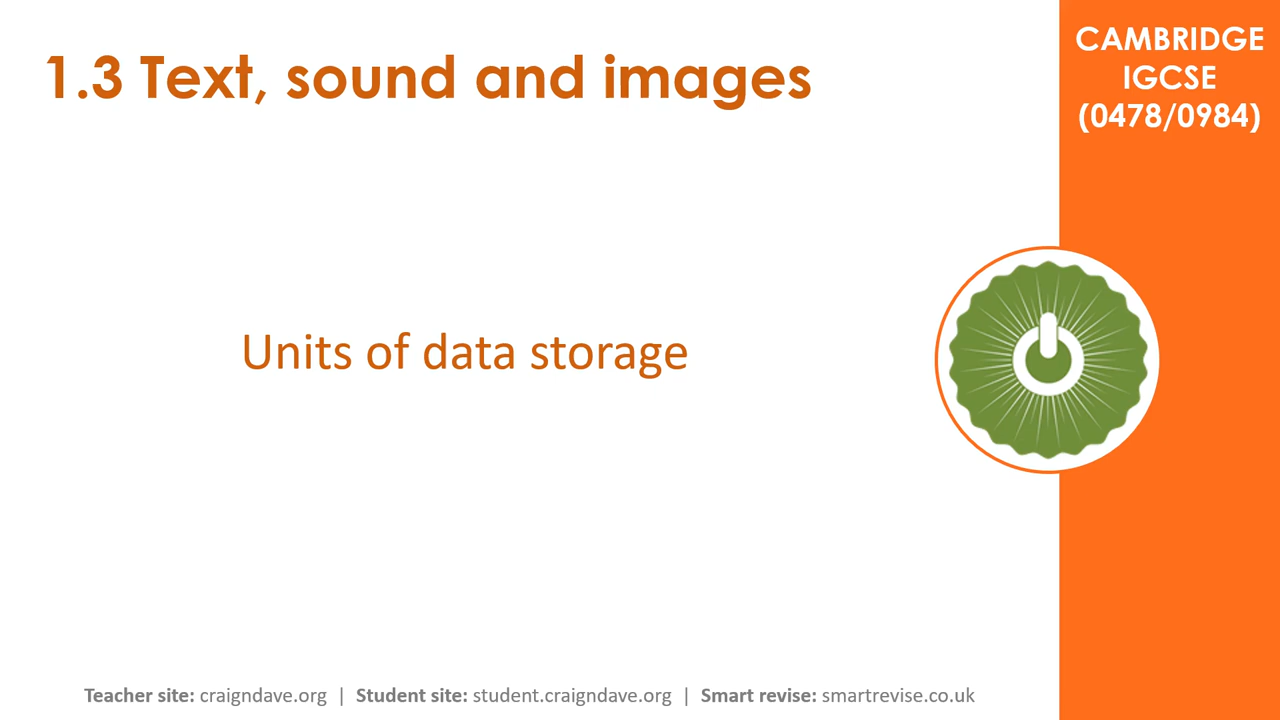 1.3 Text, sound and images
CAMBRIDGE
IGCSE
(0478/0984)
Units of data storage
Teacher site: craigndave.org | Student site: student.craigndave.org | Smart revise: smartrevise.co.uk